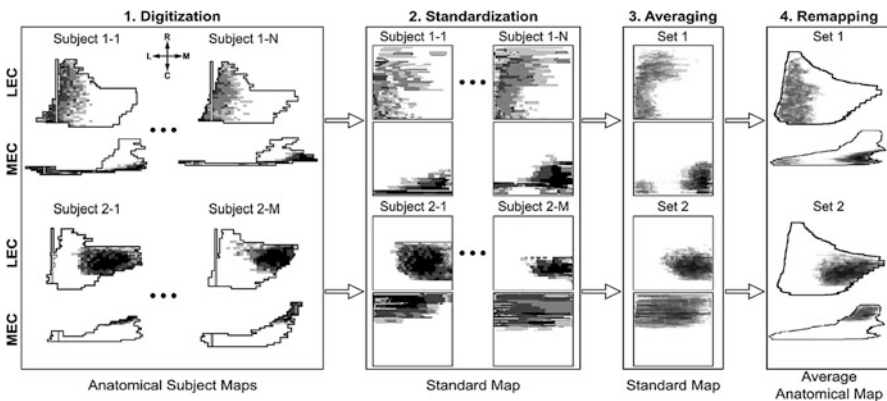 1. Digitization
2. Standardization
3. Averaging
4. Remapping
Subject 1-1
Subject 1-N
Subject 1-1
Subject 1-N
Set 1
Set 1
R
L
M
C
LEC
MEC
Subject 2-1
Subject 2-M
Subject 2-1
Subject 2-M
Set 2
Set 2
LEC
MEC
Anatomical Subject Maps
Standard Map
Standard Map
Average
Anatomical Map